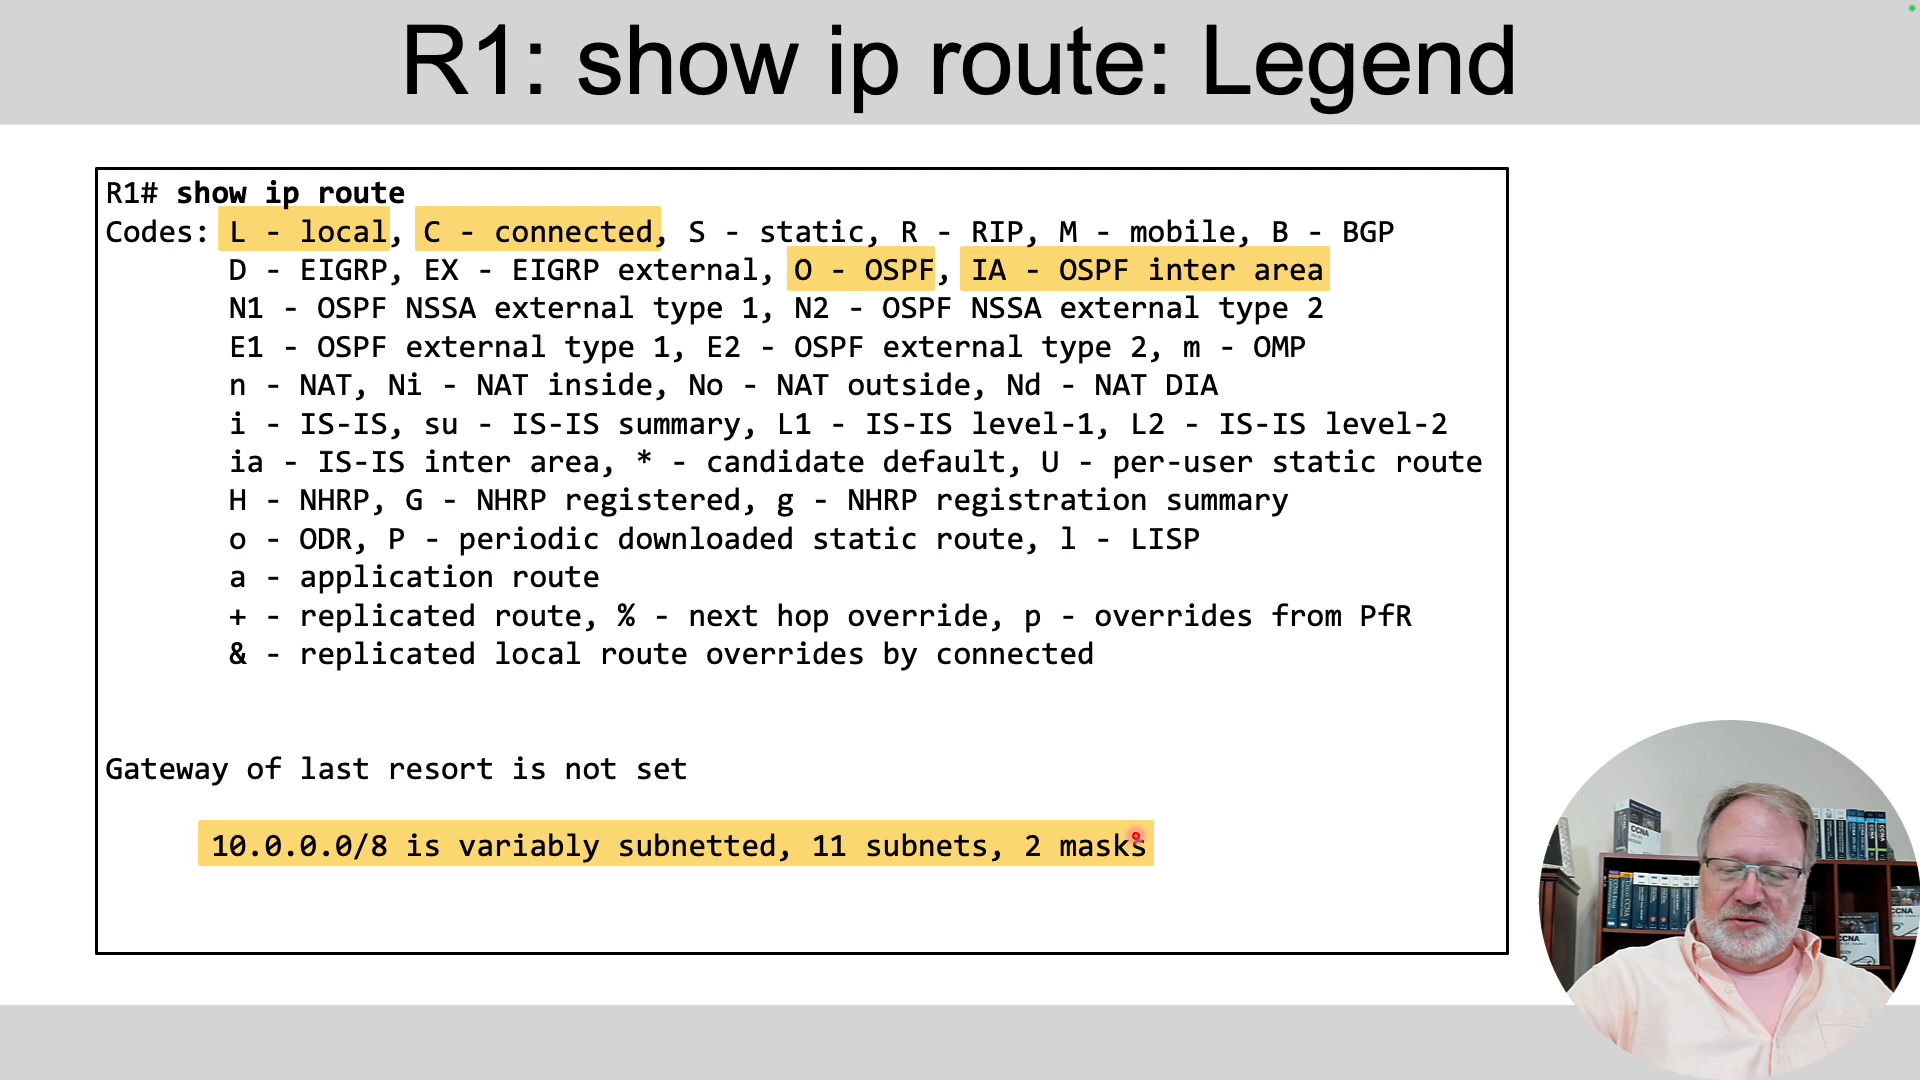 R1: show ip route: Legend
R1# show ip route
Codes: L - local, C - connected, S - static, R - RIP, M - mobile, B - BGP
D - EIGRP, EX - EIGRP external, O - OSPF, IA - OSPF inter area
N1 - OSPF NSSA external type 1, N2 - OSPF NSSA external type 2
E1 - OSPF external type 1, E2 - OSPF external type 2, m - OMP
n - NAT, Ni - NAT inside, No - NAT outside, Nd - NAT DIA
i - IS-IS, su - IS-IS summary, L1 - IS-IS level-1, L2 - IS-IS level-2
ia - IS-IS inter area, * - candidate default, U - per-user static route
H - NHRP, G - NHRP registered, g - NHRP registration summary
o - ODR, P - periodic downloaded static route, l - LISP
a - application route
+ - replicated route, % - next hop override, p - overrides from PfR
& - replicated local route overrides by connected
Gateway of last resort is not set
10.0.0.0/8 is variably subnetted, 11 subnets, 2 masks
CCNA
CCNA
CCNA